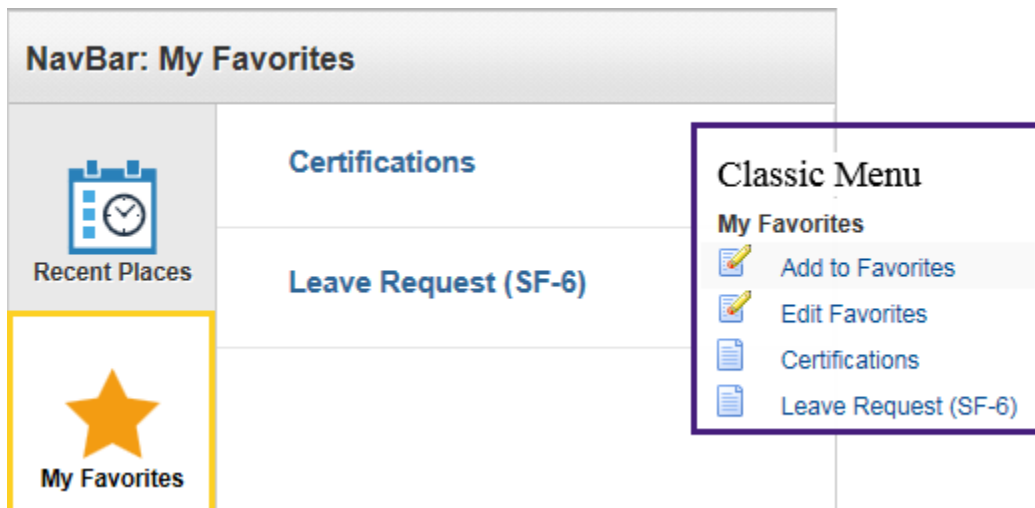 NavBar: My Favorites
Recent Places
My Favorites
Certifications
Leave Request (SF-6)
Classic Menu
My Favorites
Add to Favorites
Edit Favorites
Certifications
Leave Request (SF-6)